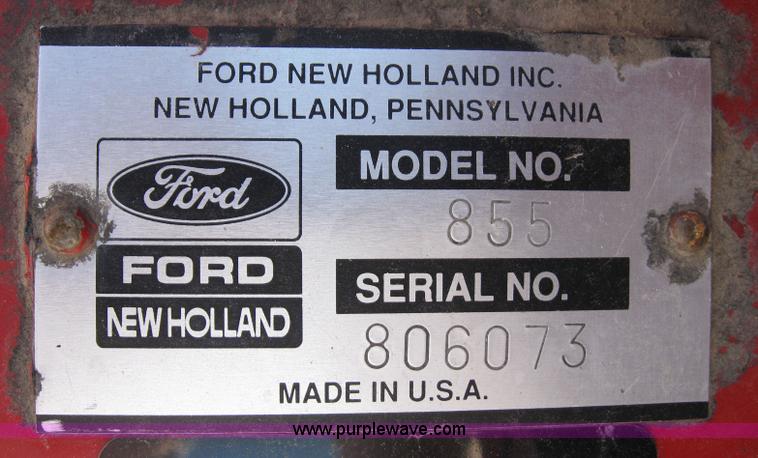 FORD NEW HOLLAND INC.
NEW HOLLAND, PENNSYLVANIA
Ford
FORD
NEW HOLLAND
MODEL NO.
855
SERIAL NO.
806073
MADE IN U.S.A.
www.purplewave.com